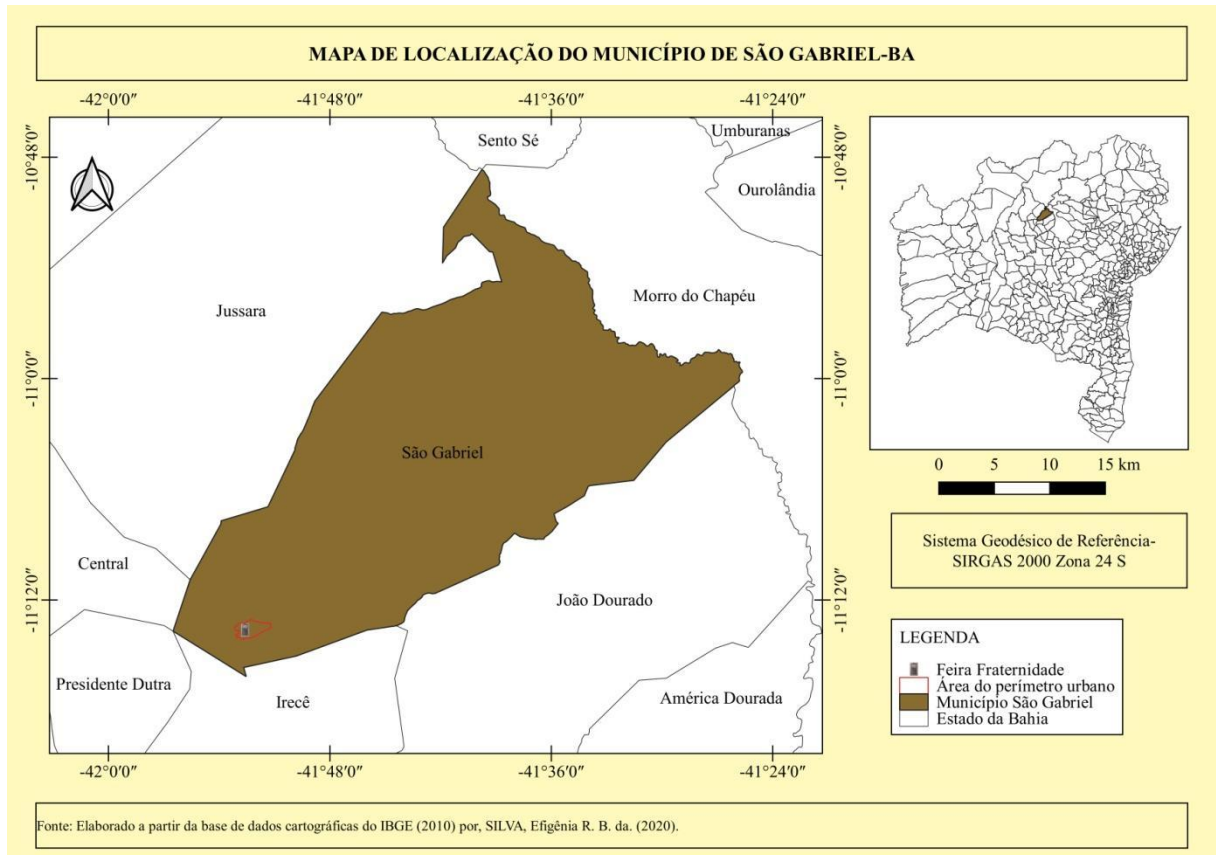 MAPA DE LOCALIZAÇÃO DO MUNICÍPIO DE SÃO GABRIEL-BA
-42°0'0" -41°48'0" -41°36'0" -41°24'0"
-10°48'0"
-11°0'0"
-11°12'0"
Sento Sé
Umburanas
Ourolândia
Jussara
Morro do Chapéu
São Gabriel
Central
João Dourado
Presidente Dutra
Irecê
América Dourada
-10°48'0"
-11°0'0"
-11°12'0"
-42°0'0" -41°48'0" -41°36'0" -41°24'0"
0 5 10 15 km
Sistema Geodésico de Referência-
SIRGAS 2000 Zona 24 S
LEGENDA
Feira Fraternidade
Área do perímetro urbano
Município São Gabriel
Estado da Bahia
Fonte: Elaborado a partir da base de dados cartográficas do IBGE (2010) por, SILVA, Efigênia R. B. da. (2020).